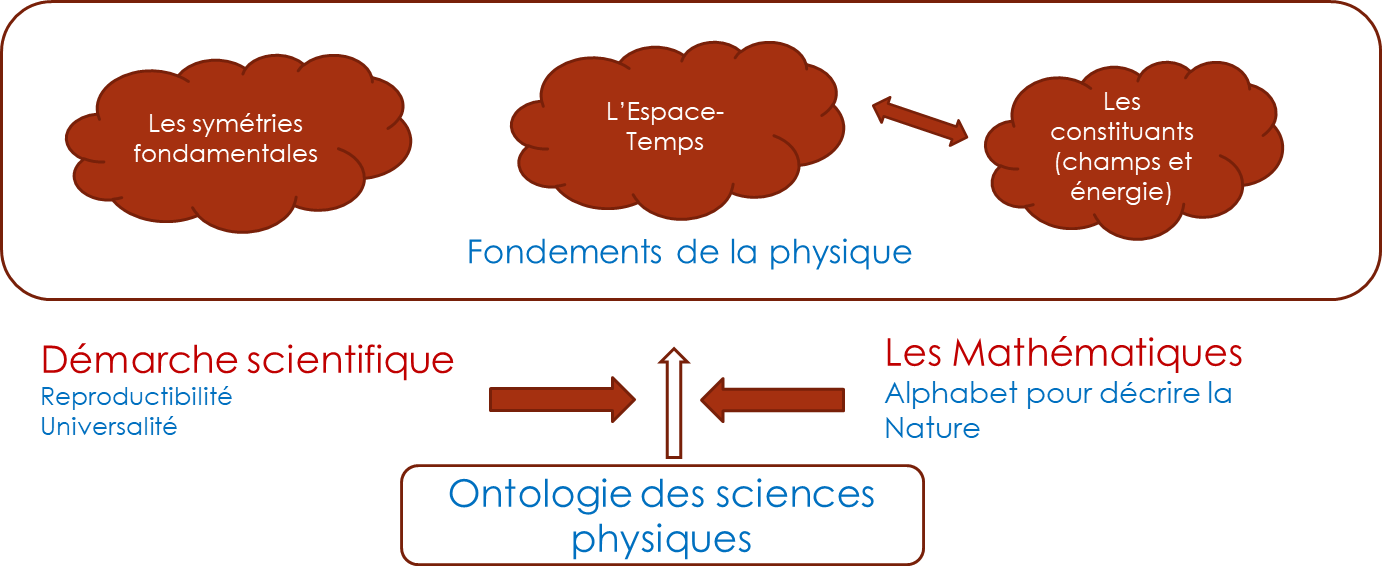 Les symétries
fondamentales
L’Espace-
Temps
Les
constituants
(champs et
énergie)
Fondements de la physique
Démarche scientifique
Reproductibilité
Universalité
Les Mathématiques
Alphabet pour décrire la
Nature
Ontologie des sciences
physiques